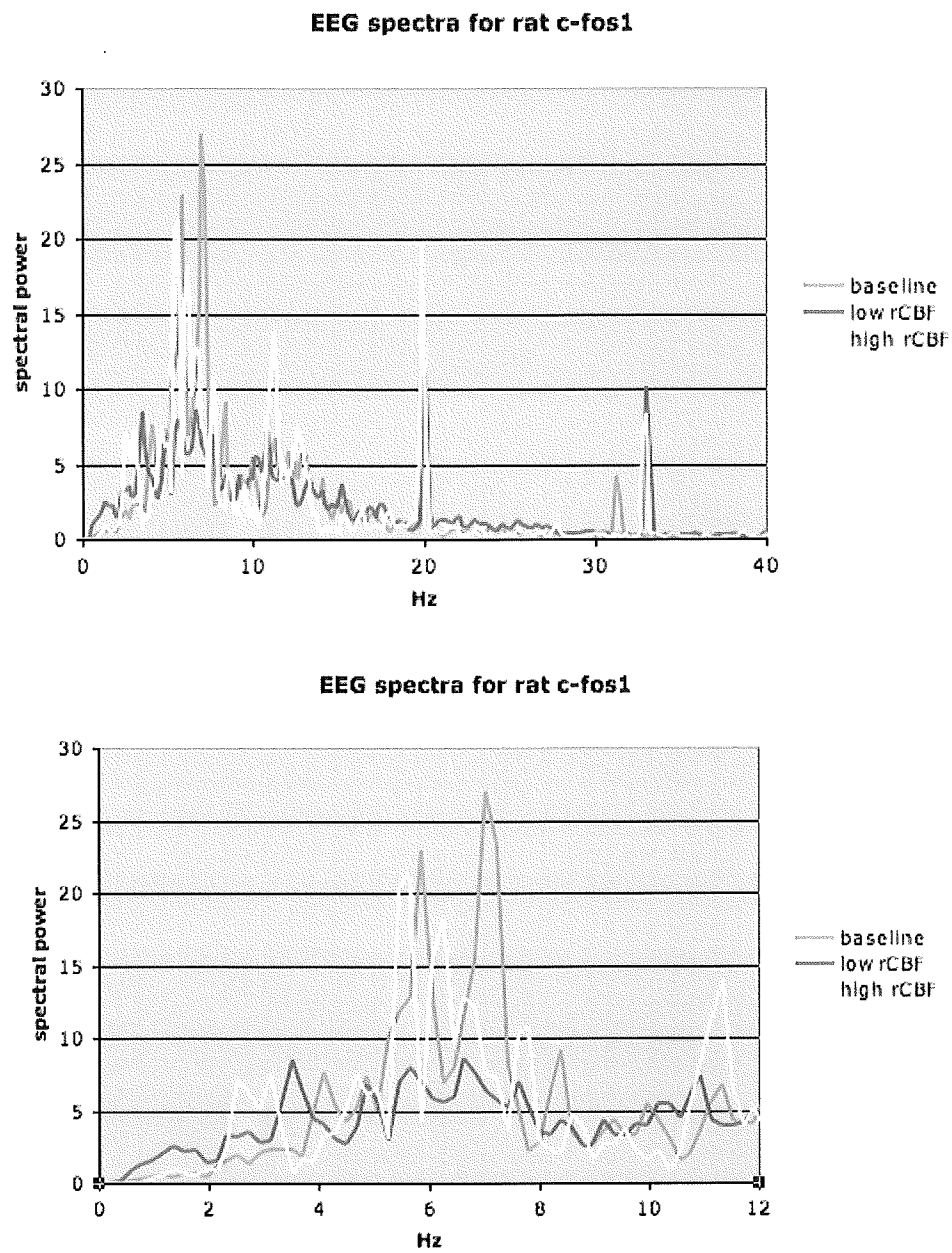 EEG spectra for rat c-fos1
30
25
20
15
10
5
0
spectral power
0 10 20 30 40
Hz
baseline
low rCBF
high rCBF
EEG spectra for rat c-fos1
30
25
20
15
10
5
0
spectral power
0 2 4 6 8 10 12
Hz
baseline
low rCBF
high rCBF